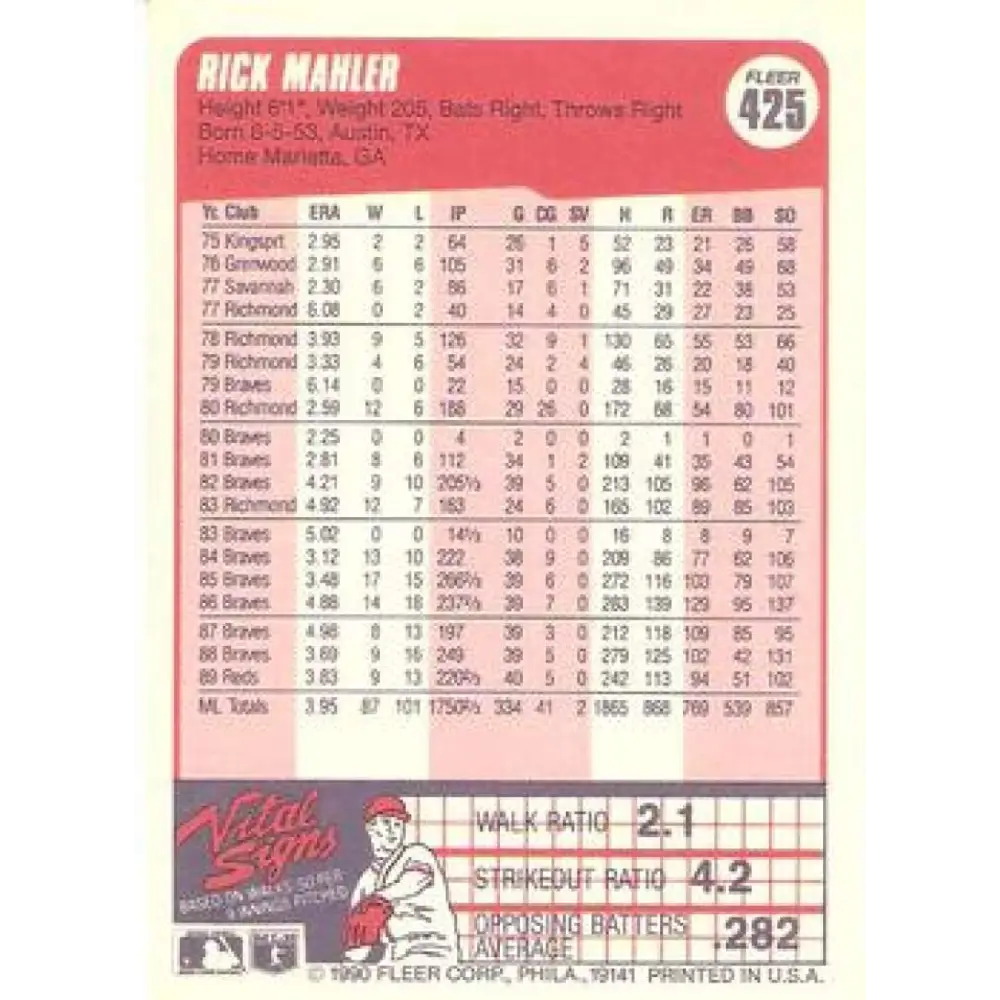 RICK MAHLER
FLEER
425
Height 6'1", Weight 205, Bats Right, Throws Right
Born 8-5-53, Austin, TX
Home Marietta, GA
Yr. Club ERA W L IP G CG SV H R ER BB SO
75 Kingsprt 2.95 2 2 64 26 1 5 52 23 21 26 58
76 Grenwood 2.91 6 6 105 31 6 2 96 49 34 49 68
77 Savannah 2.30 6 2 86 17 6 1 71 31 22 38 53
77 Richmond 6.08 0 2 40 14 4 0 45 29 27 23 25
78 Richmond 3.93 9 5 126 32 9 1 130 65 55 53 66
79 Richmond 3.33 4 6 54 24 2 4 46 26 20 18 40
79 Braves 6.14 0 0 22 15 0 0 28 16 15 11 12
80 Richmond 2.59 12 6 188 29 26 0 172 68 54 80 101
80 Braves 2.25 0 0 4 2 0 0 2 1 1 0 1
81 Braves 2.81 8 6 112 34 1 2 109 41 35 43 54
82 Braves 4.21 9 10 205⅓ 39 5 0 213 105 96 62 105
83 Richmond 4.92 12 7 163 24 6 0 165 102 89 85 103
83 Braves 5.02 0 0 14⅓ 10 0 0 16 8 8 9 7
84 Braves 3.12 13 10 222 38 9 0 209 86 77 62 106
85 Braves 3.48 17 15 266⅔ 39 6 0 272 116 103 79 107
86 Braves 4.88 14 18 237⅔ 39 7 0 283 139 129 95 137
87 Braves 4.98 8 13 197 39 3 0 212 118 109 85 95
88 Braves 3.69 9 16 249 39 5 0 279 125 102 42 131
89 Reds 3.83 9 13 220⅔ 40 5 0 242 113 94 51 102
ML Totals 3.95 87 101 1750⅔ 334 41 2 1865 868 769 539 857
Vital
Signs
BASED ON WALKS, SO PER
9 INNINGS PITCHED
WALK RATIO 2.1
STRIKEOUT RATIO 4.2
OPPOSING BATTERS
AVERAGE .282
© 1990 FLEER CORP., PHILA., 19141 PRINTED IN U.S.A.